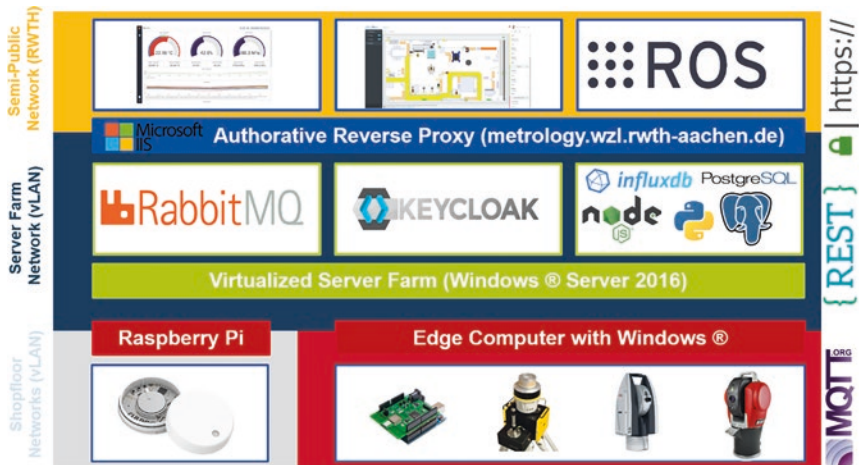 Semi-Public
Network (RWTH)
ROS
https://
Microsoft
IIS
Authorative Reverse Proxy (metrology.wzl.rwth-aachen.de)
Server Farm
Network (vLAN)
RabbitMQ
KEYCLOAK
influxdb
PostgreSQL
node
JS
{ REST }
Virtualized Server Farm (Windows ® Server 2016)
Shopfloor
Networks (vLAN)
Raspberry Pi
Edge Computer with Windows ®
MQTT
.ORG